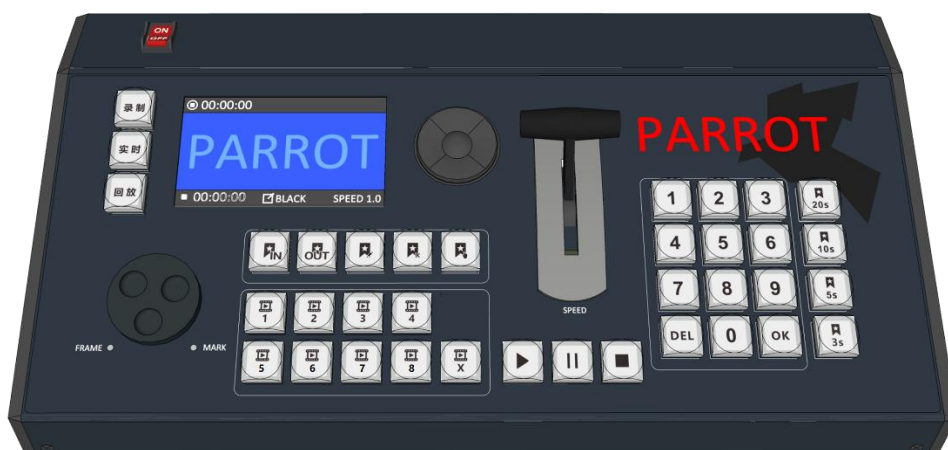 ON
OFF
录制
实时
回放
00:00:00
PARROT
00:00:00 BLACK SPEED 1.0
PARROT
IN OUT
1 2 3 4
5 6 7 8 X
FRAME MARK
SPEED
1 2 3 20s
4 5 6 10s
7 8 9 5s
DEL 0 OK 3s